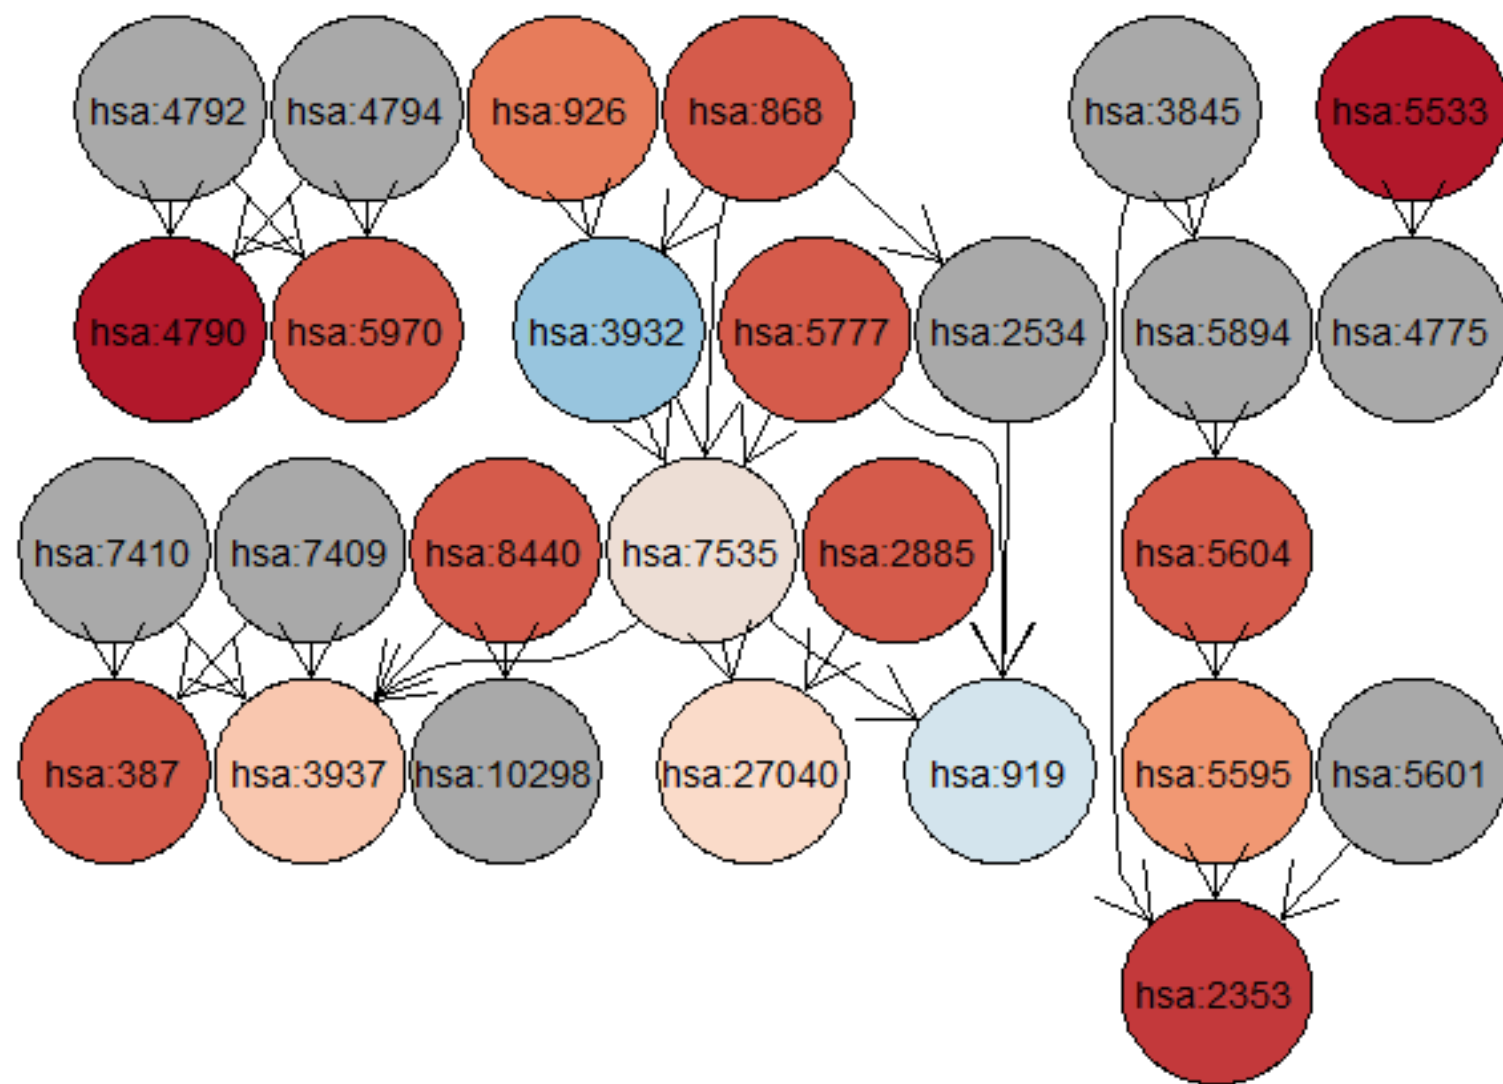 hsa:4792 hsa:4794 hsa:926 hsa:868 hsa:3845 hsa:5533
hsa:4790 hsa:5970 hsa:3932 hsa:5777 hsa:2534 hsa:5894 hsa:4775
hsa:7410 hsa:7409 hsa:8440 hsa:7535 hsa:2885 hsa:5604
hsa:387 hsa:3937 hsa:10298 hsa:27040 hsa:919 hsa:5595 hsa:5601
hsa:2353